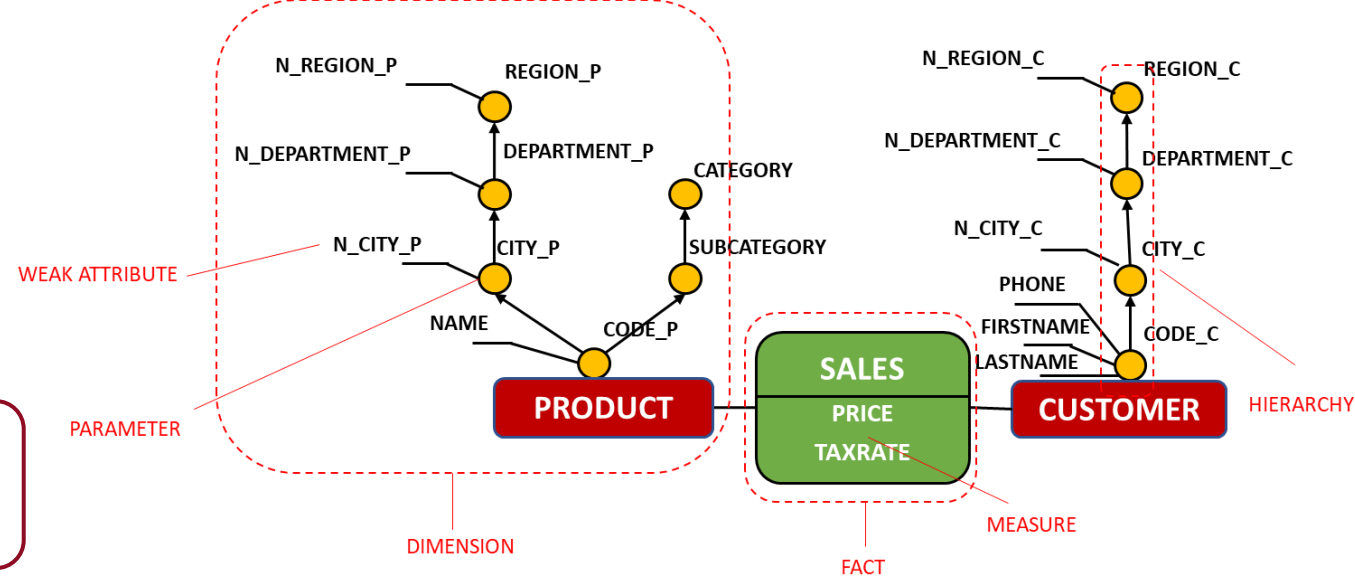 N_REGION_P
REGION_P
N_DEPARTMENT_P
DEPARTMENT_P
CATEGORY
N_CITY_P
CITY_P
SUBCATEGORY
WEAK ATTRIBUTE
NAME
CODE_P
PARAMETER
PRODUCT
DIMENSION
SALES
PRICE
TAXRATE
MEASURE
FACT
N_REGION_C
REGION_C
N_DEPARTMENT_C
DEPARTMENT_C
N_CITY_C
CITY_C
PHONE
FIRSTNAME
CODE_C
LASTNAME
CUSTOMER
HIERARCHY